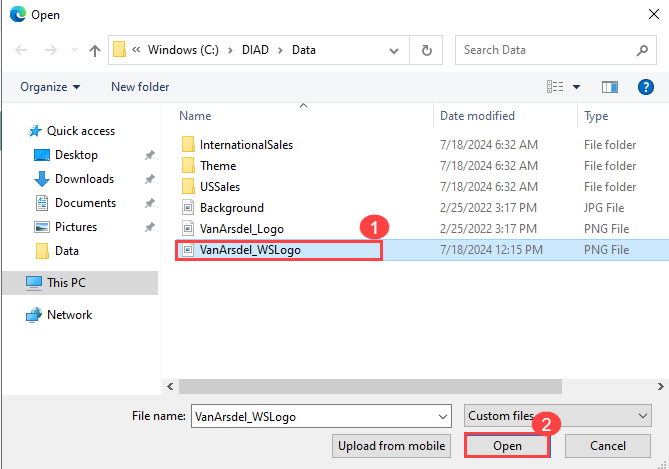 Open
« Windows (C:) > DIAD > Data
Search Data
Organize
New folder
?
Name Date modified Type
Quick access
Desktop
Downloads
Documents
Pictures
Data
This PC
Network
InternationalSales 7/18/2024 6:32 AM File folder
Theme 7/18/2024 6:32 AM File folder
USSales 7/18/2024 6:32 AM File folder
Background 2/25/2022 3:17 PM JPG File
VanArsdel_Logo 2/25/2022 3:17 PM PNG File
1
VanArsdel_WSLogo 7/18/2024 12:15 PM PNG File
File name: VanArsdel_WSLogo Custom files
2
Upload from mobile Open Cancel